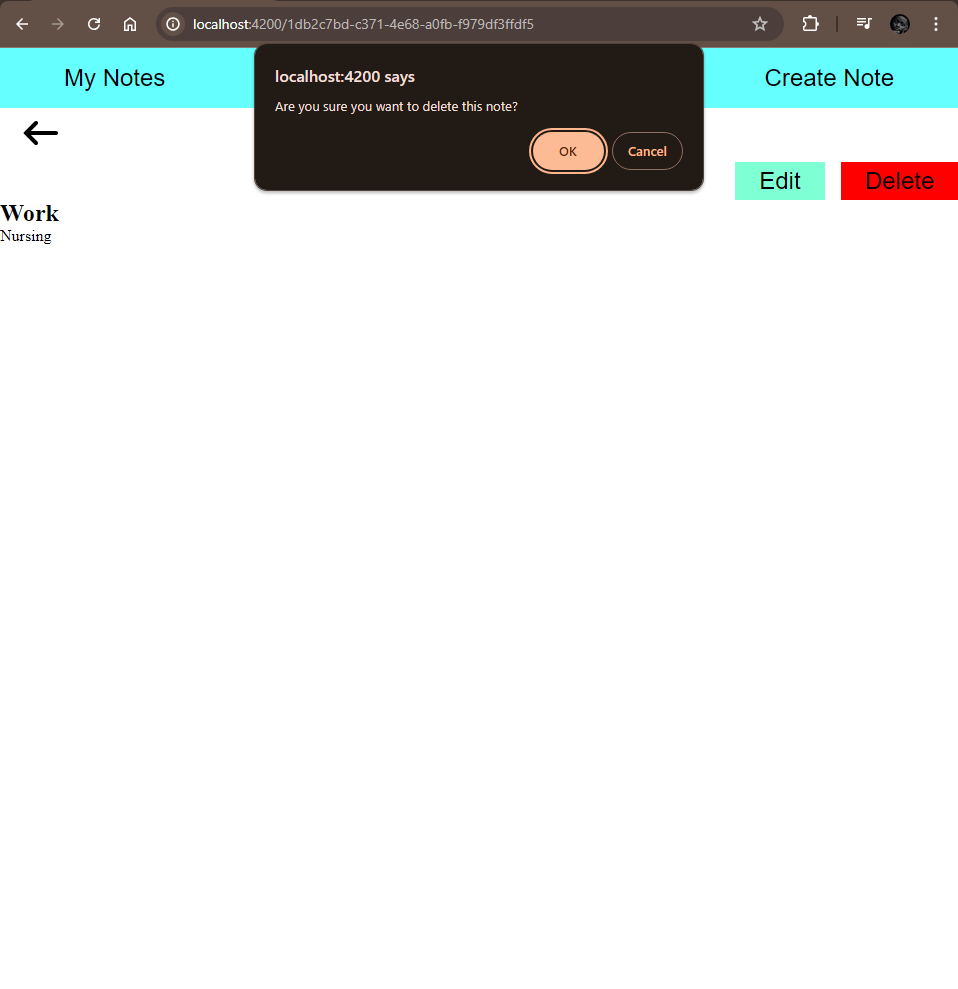 localhost:4200/1db2c7bd-c371-4e68-a0fb-f979df3ffdf5
My Notes
Create Note
localhost:4200 says
Are you sure you want to delete this note?
OK Cancel
Edit Delete
Work
Nursing